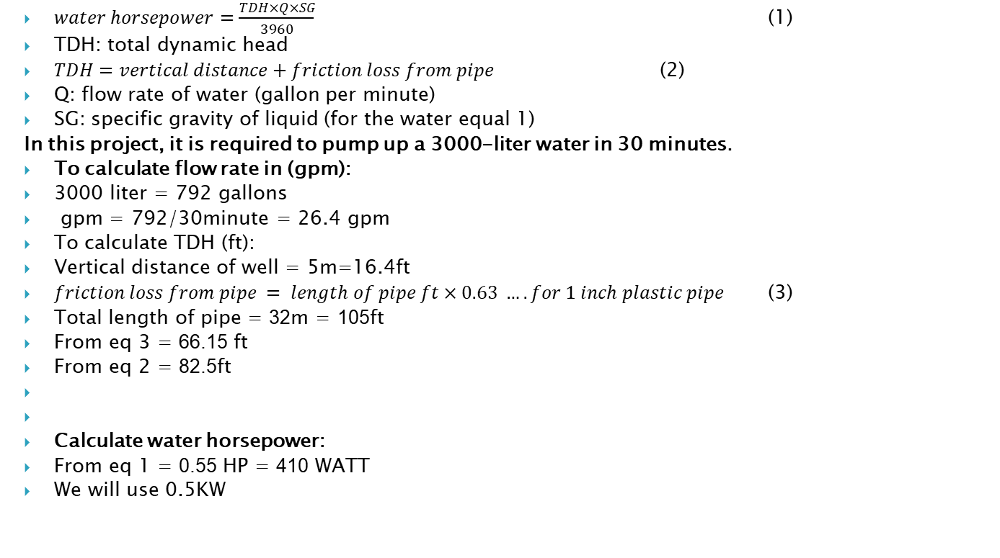 water horsepower = TDH×Q×SG / 3960 (1)
TDH: total dynamic head
TDH = vertical distance + friction loss from pipe (2)
Q: flow rate of water (gallon per minute)
SG: specific gravity of liquid (for the water equal 1)
In this project, it is required to pump up a 3000-liter water in 30 minutes.
To calculate flow rate in (gpm):
3000 liter = 792 gallons
gpm = 792/30minute = 26.4 gpm
To calculate TDH (ft):
Vertical distance of well = 5m=16.4ft
friction loss from pipe = length of pipe ft × 0.63 .... for 1 inch plastic pipe (3)
Total length of pipe = 32m = 105ft
From eq 3 = 66.15 ft
From eq 2 = 82.5ft
Calculate water horsepower:
From eq 1 = 0.55 HP = 410 WATT
We will use 0.5KW